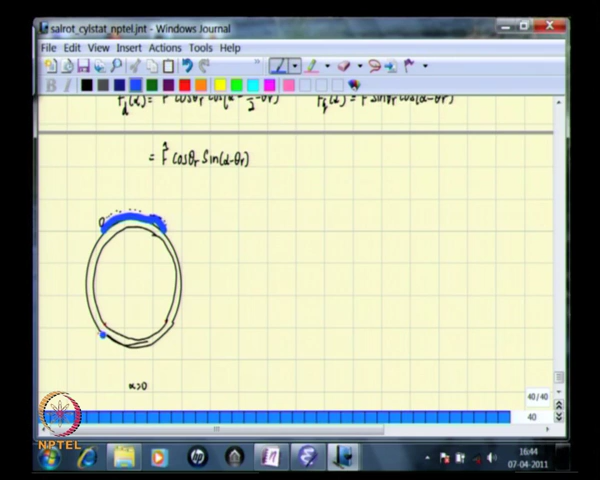 salrot_cylstat_nptel.jnt - Windows Journal
File Edit View Insert Actions Tools Help
B I
= F̂ cosθr Sin(α-θr)
α>0
40/40
40
NPTEL
16:44
07-04-2011